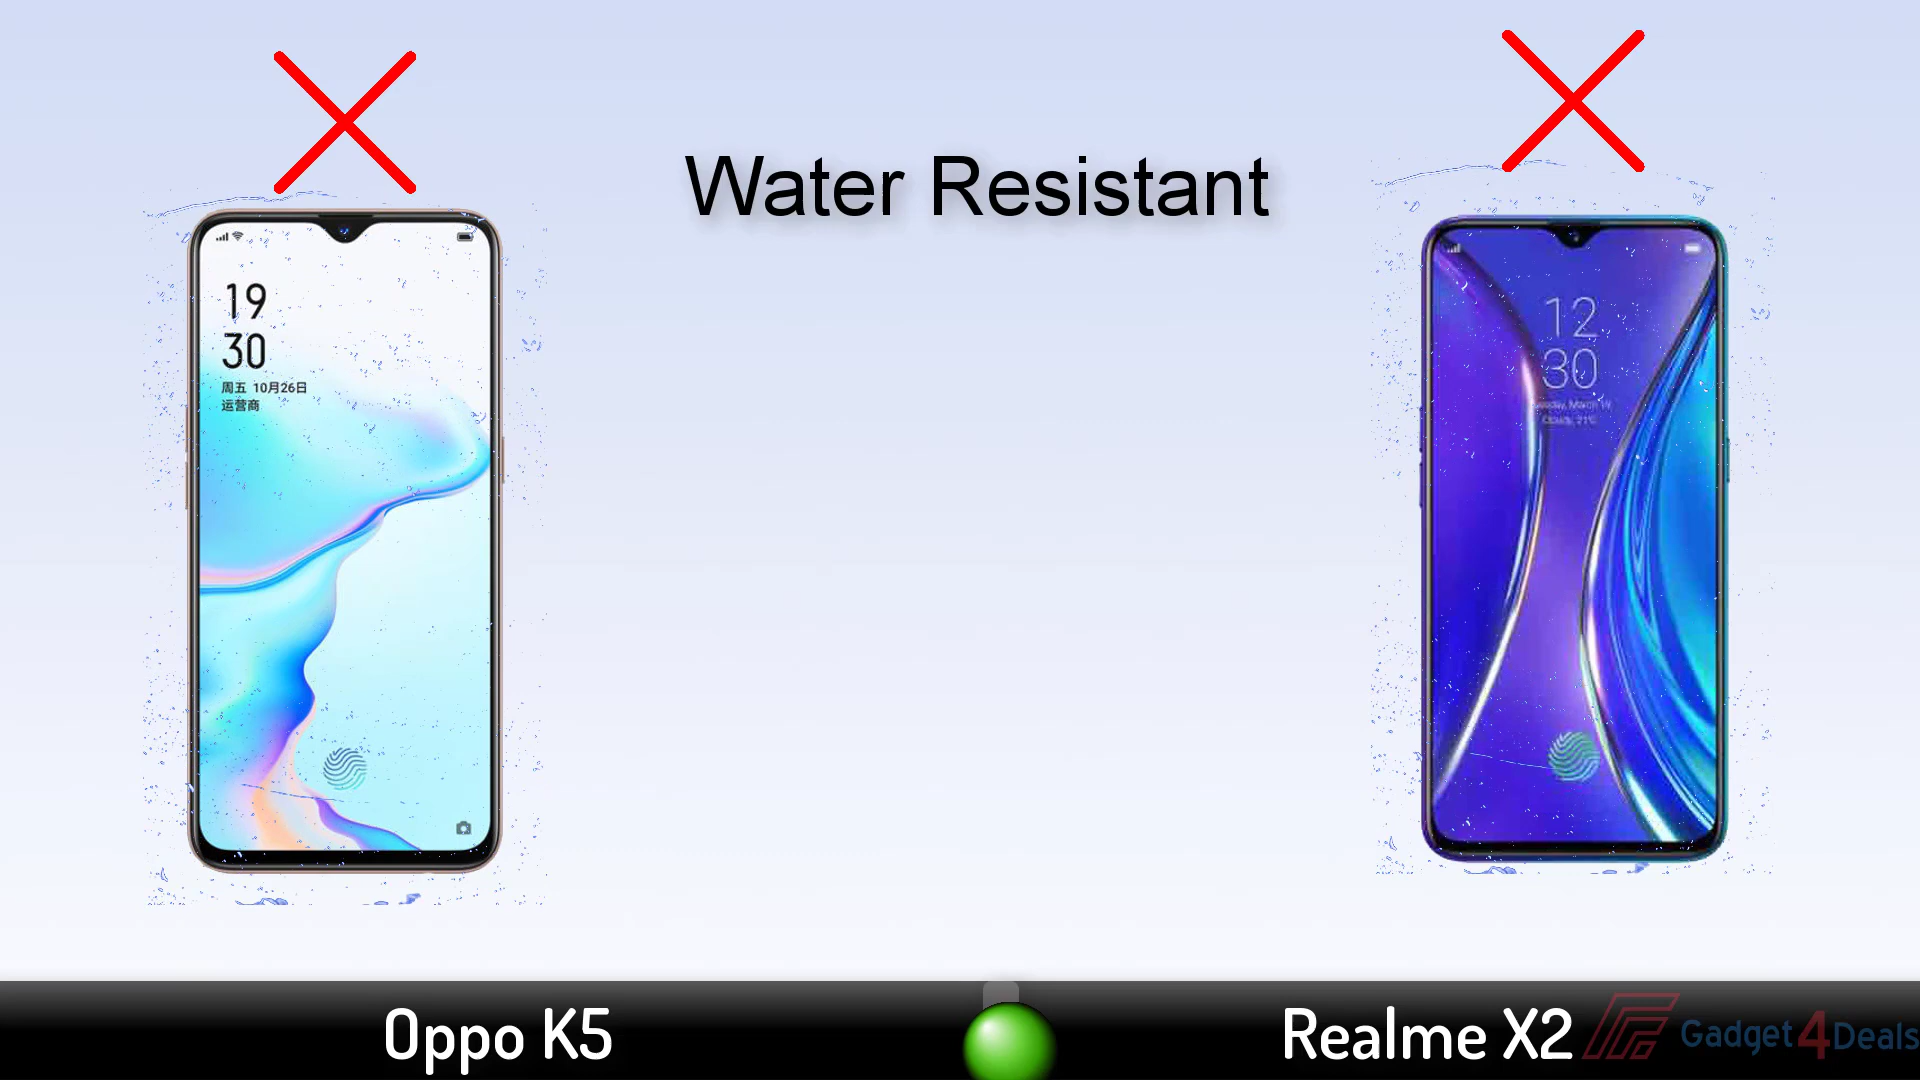 Water Resistant
19
30
周五 10月26日
运营商
12
30
Oppo K5
Realme X2
Gadget4Deals